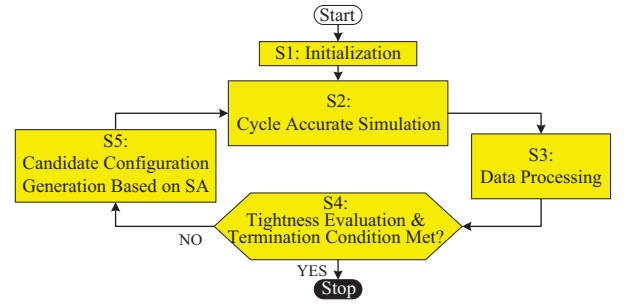 Start
S1: Initialization
S2:
Cycle Accurate Simulation
S3:
Data Processing
S4:
Tightness Evaluation &
Termination Condition Met?
S5:
Candidate Configuration
Generation Based on SA
NO
YES
Stop